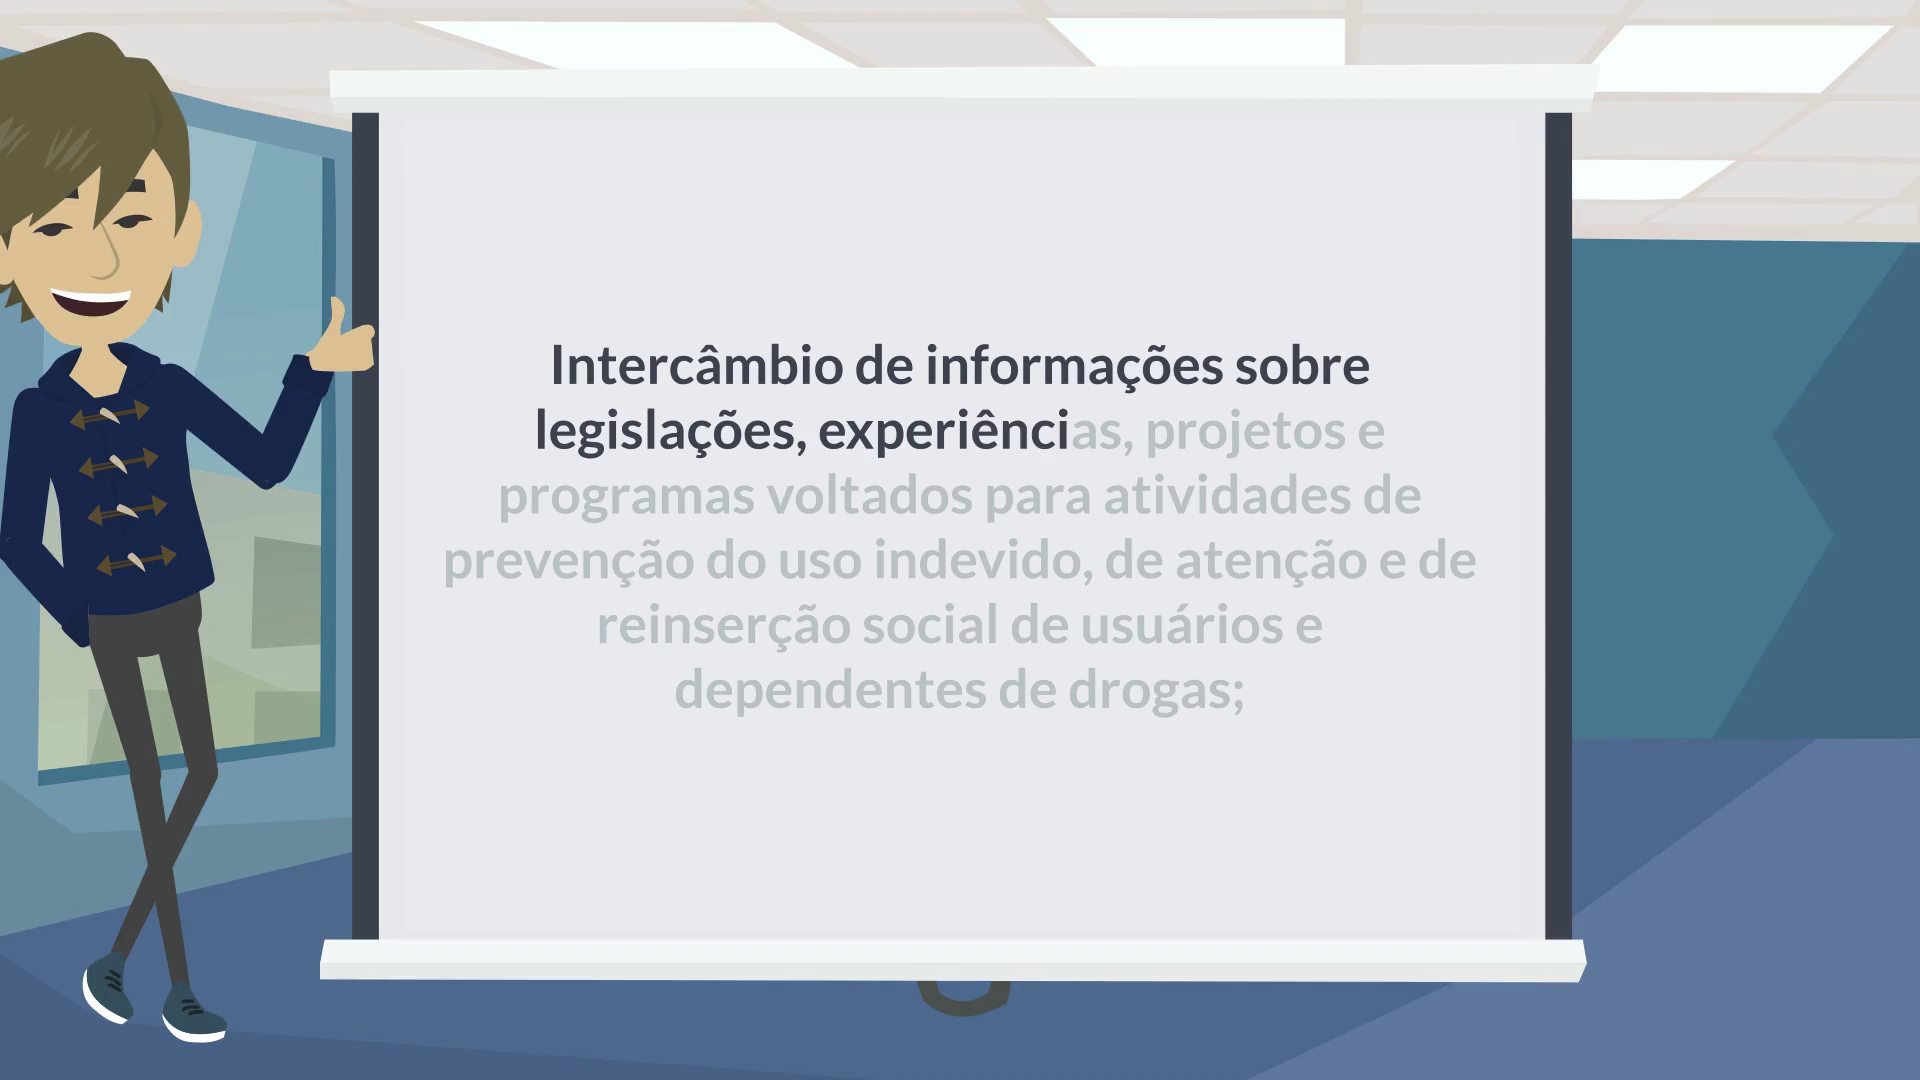 Intercâmbio de informações sobre
legislações, experiências, projetos e
programas voltados para atividades de
prevenção do uso indevido, de atenção e de
reinserção social de usuários e
dependentes de drogas;